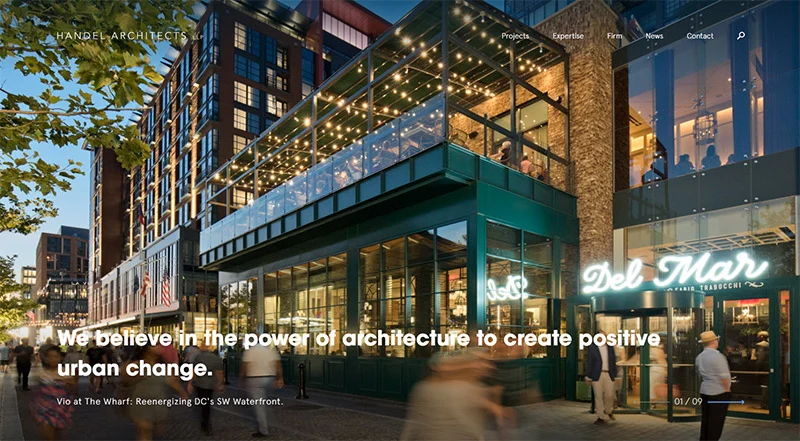 HANDEL ARCHITECTS
Projects Expertise Firm News Contact
Del
Del Mar
FABIO TRABOCCHI
We believe in the power of architecture to create positive
urban change.
Vio at The Wharf: Reenergizing DC's SW Waterfront.
01 / 09